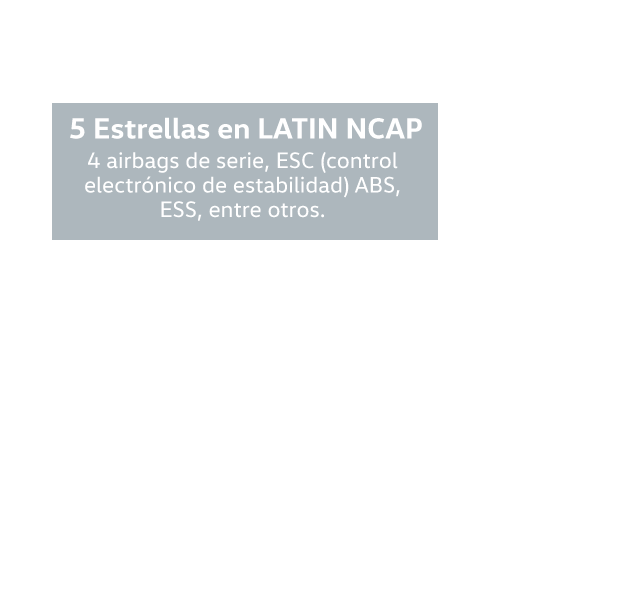 5 Estrellas en LATIN NCAP
4 airbags de serie, ESC (control
electrónico de estabilidad) ABS,
ESS, entre otros.